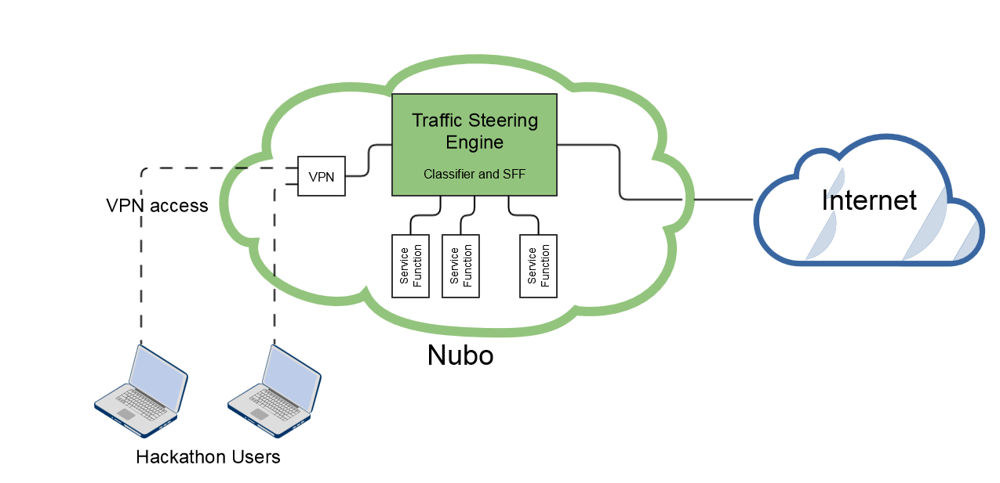 Traffic Steering
Engine
Classifier and SFF
VPN
VPN access
Internet
Service
Function
Service
Function
Service
Function
Nubo
Hackathon Users